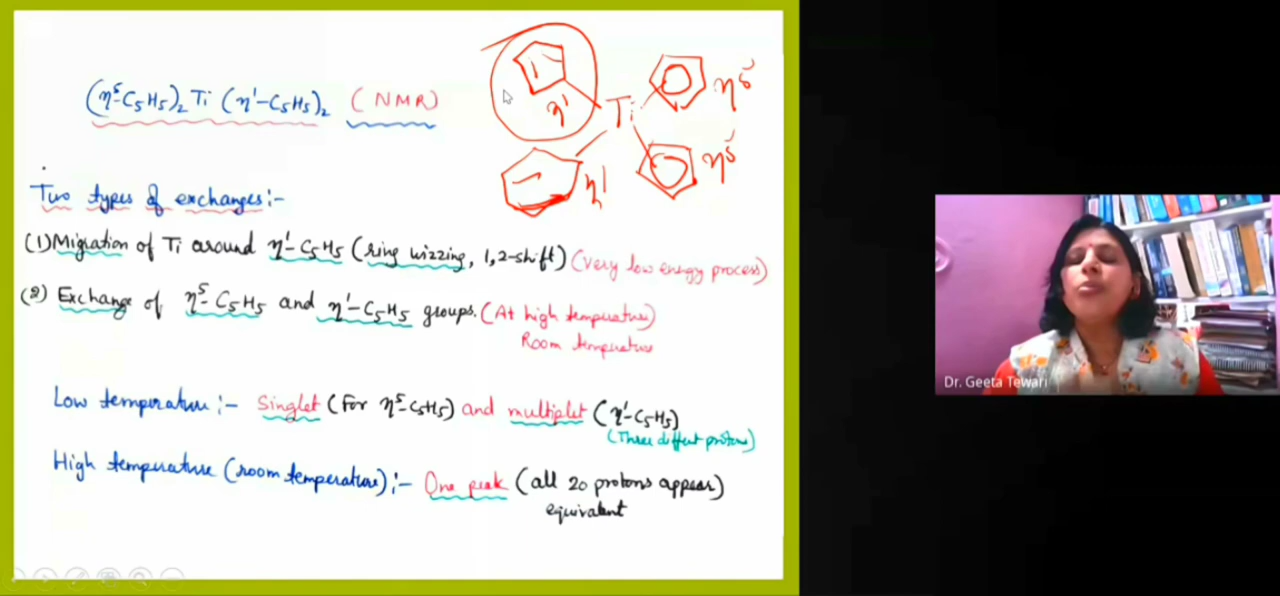 (η⁵-C₅H₅)₂ Ti (η¹-C₅H₅)₂ (NMR)
η¹
Ti
η⁵
η¹
η⁵
Two types of exchanges:-
(1) Migration of Ti around η¹-C₅H₅ (ring wizzing, 1,2-shift) (Very low energy process)
(2) Exchange of η⁵-C₅H₅ and η¹-C₅H₅ groups. (At high temperature)
Room temperature
Low temperature:- Singlet (For η⁵-C₅H₅) and multiplet (η¹-C₅H₅)
(Three diffent protons)
High temperature (room temperature):- One peak (all 20 protons appear)
equivalent
Dr. Geeta Tewari